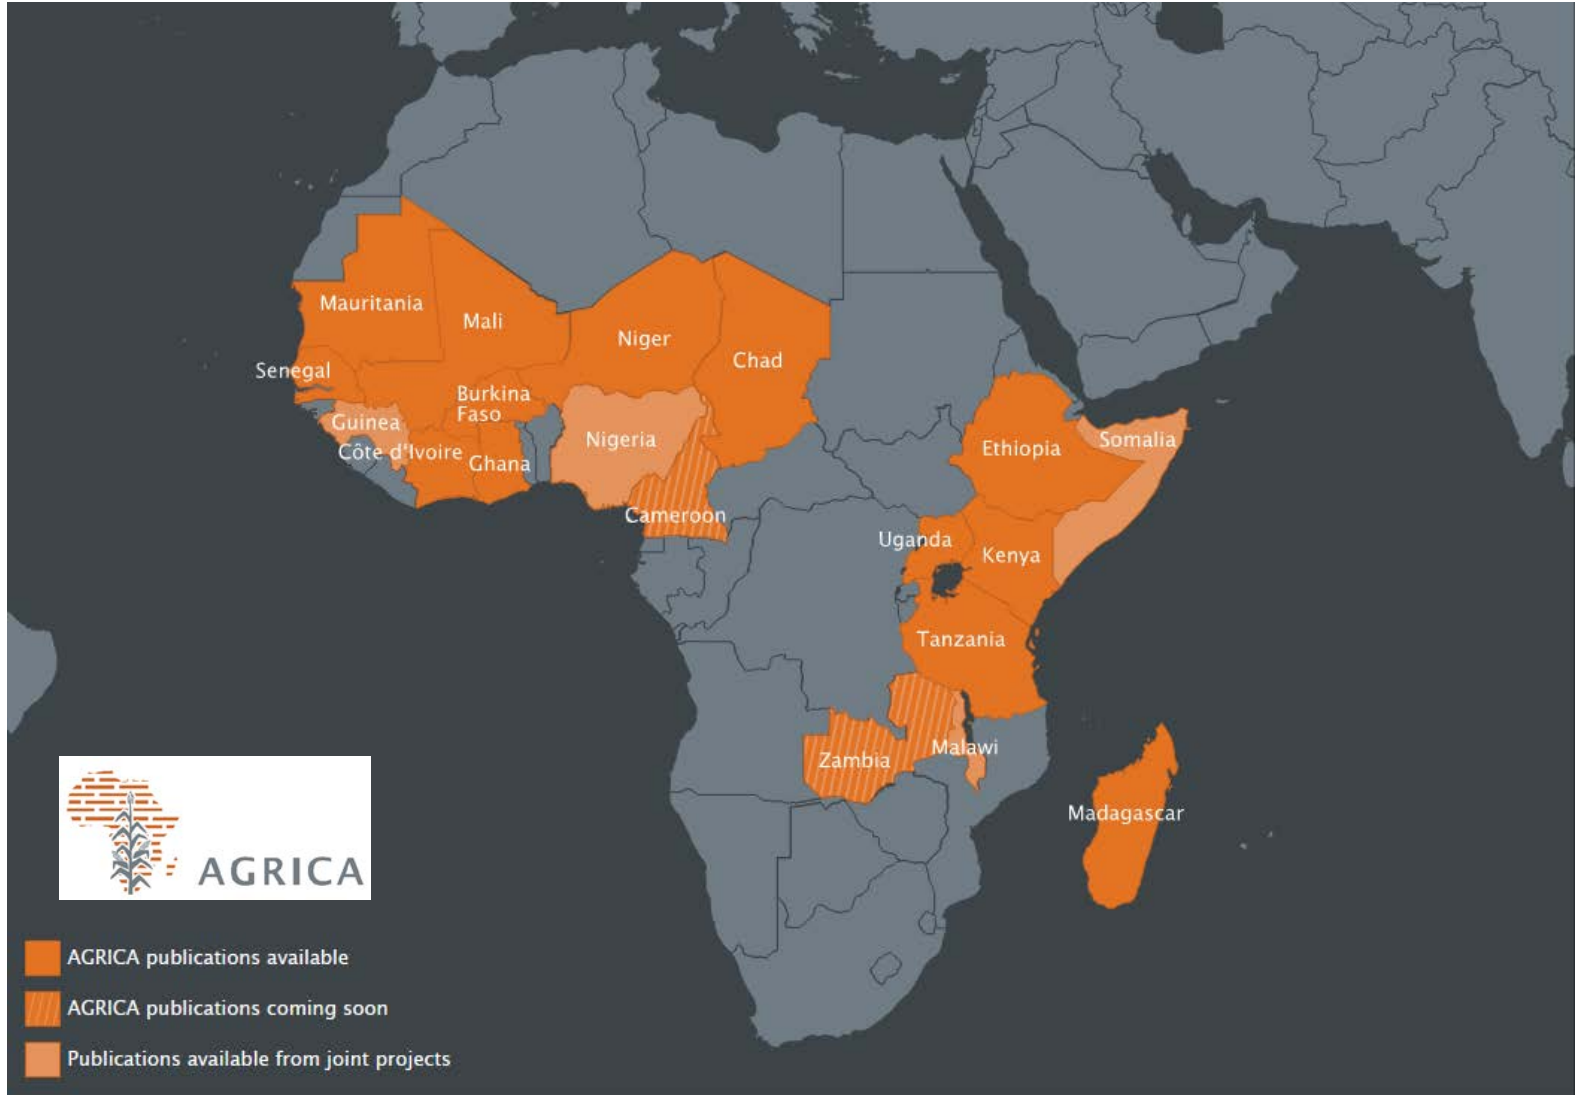 Mauritania
Mali
Niger
Chad
Senegal
Burkina
Faso
Guinea
Côte d'Ivoire
Ghana
Nigeria
Cameroon
Ethiopia
Somalia
Uganda
Kenya
Tanzania
Zambia
Malawi
Madagascar
AGRICA
AGRICA publications available
AGRICA publications coming soon
Publications available from joint projects